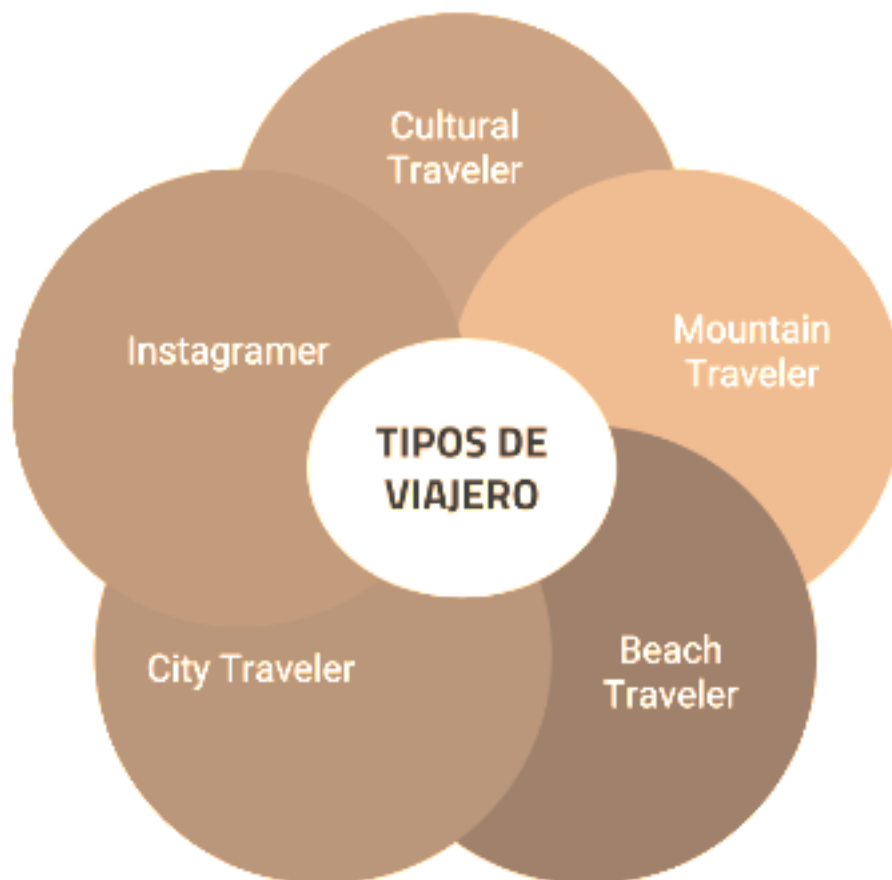 Cultural
Traveler
Mountain
Traveler
Instagramer
TIPOS DE
VIAJERO
Beach
Traveler
City Traveler